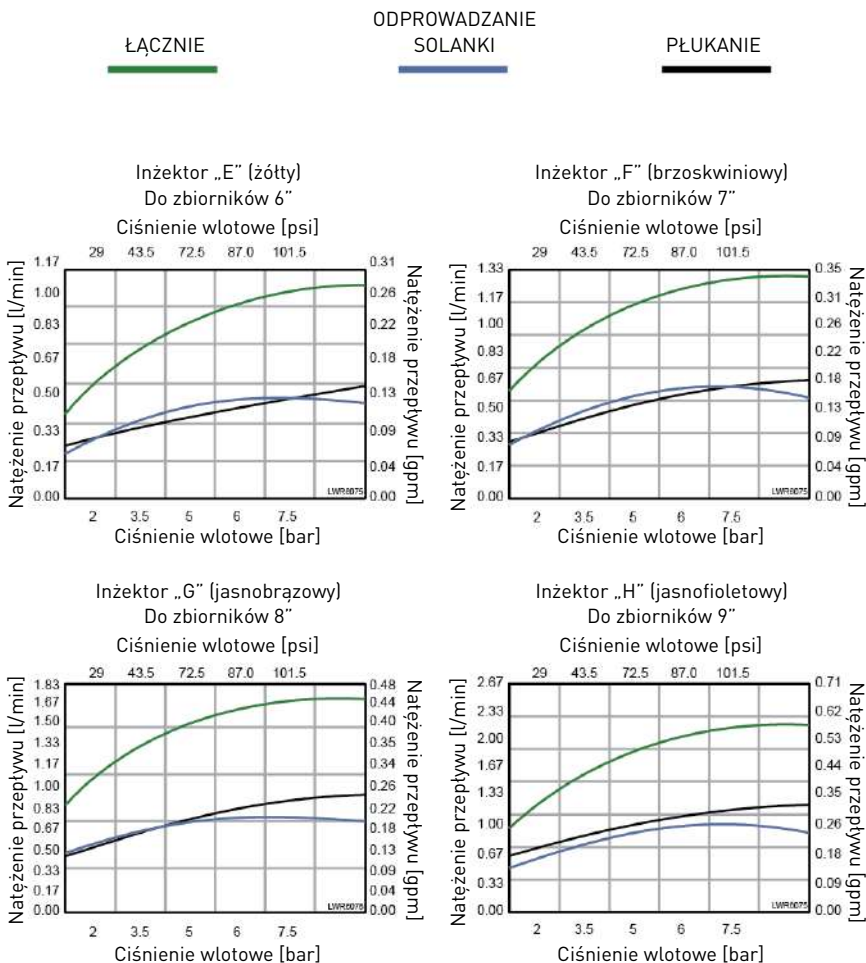 ŁĄCZNIE
ODPROWADZANIE
SOLANKI
PŁUKANIE
Inżektor „E” (żółty)
Do zbiorników 6”
Ciśnienie wlotowe [psi]
29 43.5 72.5 87.0 101.5
Natężenie przepływu [l/min]
1.17
1.00
0.83
0.67
0.50
0.33
0.17
0.00
0.31
0.26
0.22
0.18
0.13
0.09
0.04
0.00
Natężenie przepływu [gpm]
LWR6075
2 3.5 5 6 7.5
Ciśnienie wlotowe [bar]
Inżektor „F” (brzoskwiniowy)
Do zbiorników 7”
Ciśnienie wlotowe [psi]
29 43.5 72.5 87.0 101.5
Natężenie przepływu [l/min]
1.33
1.17
1.00
0.83
0.67
0.50
0.33
0.17
0.00
0.35
0.31
0.26
0.22
0.18
0.13
0.09
0.04
0.00
Natężenie przepływu [gpm]
LWR6075
2 3.5 5 6 7.5
Ciśnienie wlotowe [bar]
Inżektor „G” (jasnobrązowy)
Do zbiorników 8”
Ciśnienie wlotowe [psi]
29 43.5 72.5 87.0 101.5
Natężenie przepływu [l/min]
1.83
1.67
1.50
1.33
1.17
1.00
0.83
0.67
0.50
0.33
0.17
0.00
0.48
0.44
0.40
0.35
0.34
0.26
0.22
0.18
0.13
0.09
0.04
0.00
Natężenie przepływu [gpm]
LWR6075
2 3.5 5 6 7.5
Ciśnienie wlotowe [bar]
Inżektor „H” (jasnofioletowy)
Do zbiorników 9”
Ciśnienie wlotowe [psi]
29 43.5 72.5 87.0 101.5
Natężenie przepływu [l/min]
2.67
2.33
2.00
1.67
1.33
1.00
0.67
0.33
0.00
0.71
0.62
0.53
0.44
0.35
0.26
0.18
0.09
0.00
Natężenie przepływu [gpm]
LWR6075
2 3.5 5 6 7.5
Ciśnienie wlotowe [bar]